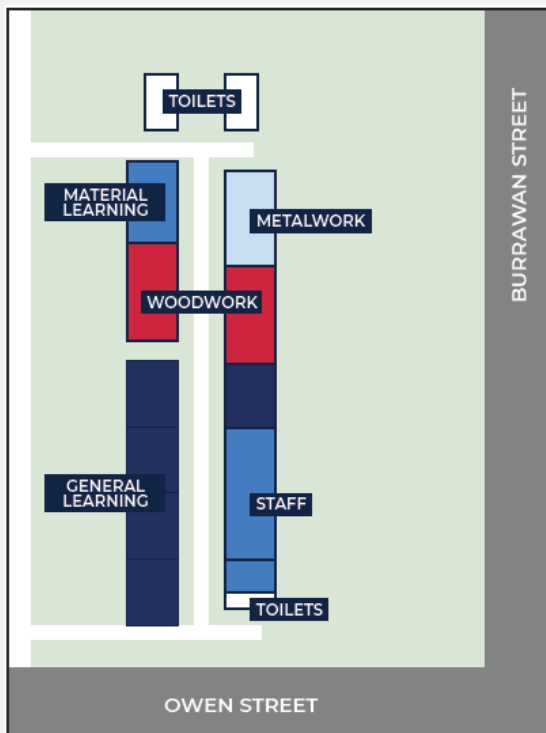 TOILETS
MATERIAL
LEARNING
METALWORK
BURRAWAN STREET
WOODWORK
GENERAL
LEARNING
STAFF
TOILETS
OWEN STREET